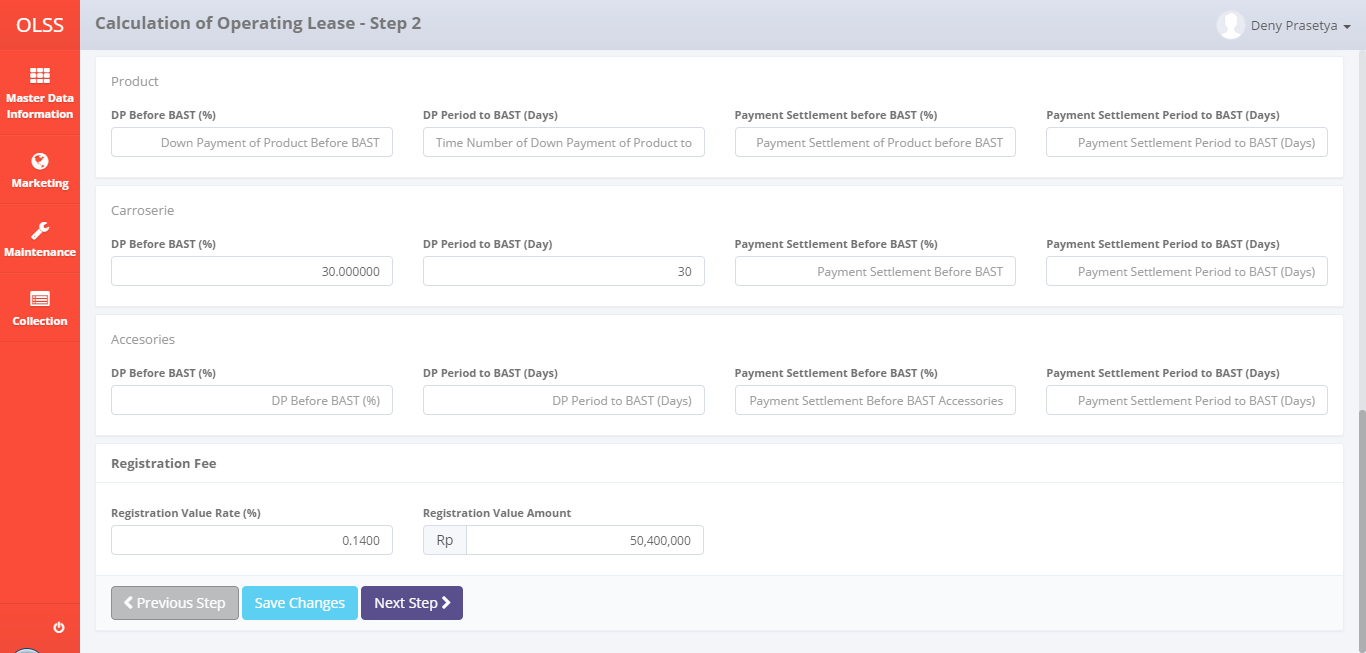 OLSS
Calculation of Operating Lease - Step 2
Deny Prasetya
Master Data
Information
Marketing
Maintenance
Collection
Product
DP Before BAST (%)
DP Period to BAST (Days)
Payment Settlement before BAST (%)
Payment Settlement Period to BAST (Days)
Down Payment of Product Before BAST
Time Number of Down Payment of Product to
Payment Settlement of Product before BAST
Payment Settlement Period to BAST (Days)
Carroserie
DP Before BAST (%)
DP Period to BAST (Day)
Payment Settlement Before BAST (%)
Payment Settlement Period to BAST (Days)
30.000000
30
Payment Settlement Before BAST
Payment Settlement Period to BAST (Days)
Accesories
DP Before BAST (%)
DP Period to BAST (Days)
Payment Settlement Before BAST (%)
Payment Settlement Period to BAST (Days)
DP Before BAST (%)
DP Period to BAST (Days)
Payment Settlement Before BAST Accessories
Payment Settlement Period to BAST (Days)
Registration Fee
Registration Value Rate (%)
Registration Value Amount
0.1400
Rp
50,400,000
Previous Step
Save Changes
Next Step